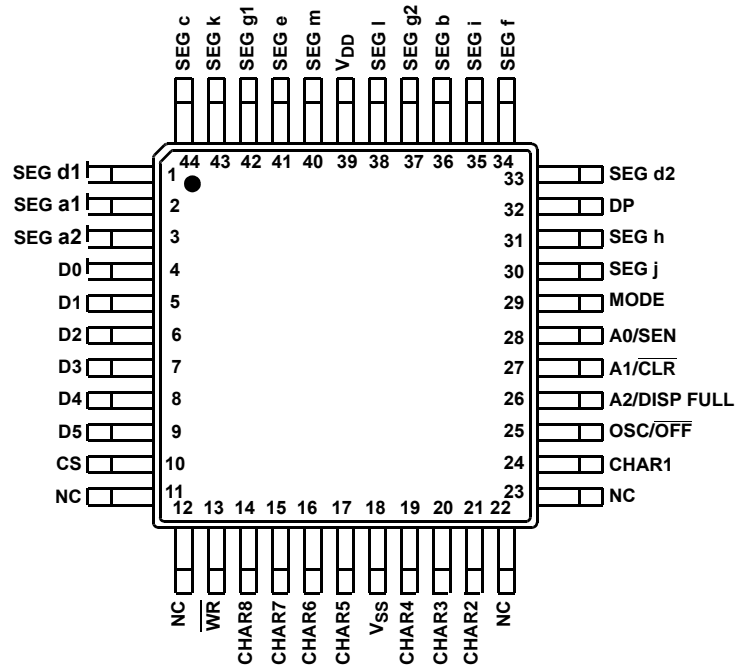 SEG c
SEG k
SEG g1
SEG e
SEG m
VDD
SEG l
SEG g2
SEG b
SEG i
SEG f
44 43 42 41 40 39 38 37 36 35 34
SEG d1 1
SEG a1 2
SEG a2 3
D0 4
D1 5
D2 6
D3 7
D4 8
D5 9
CS 10
NC 11
33 SEG d2
32 DP
31 SEG h
30 SEG j
29 MODE
28 A0/SEN
27 A1/C̅L̅R̅
26 A2/DISP FULL
25 OSC/O̅F̅F̅
24 CHAR1
23 NC
12 13 14 15 16 17 18 19 20 21 22
NC
W̅R̅
CHAR8
CHAR7
CHAR6
CHAR5
VSS
CHAR4
CHAR3
CHAR2
NC